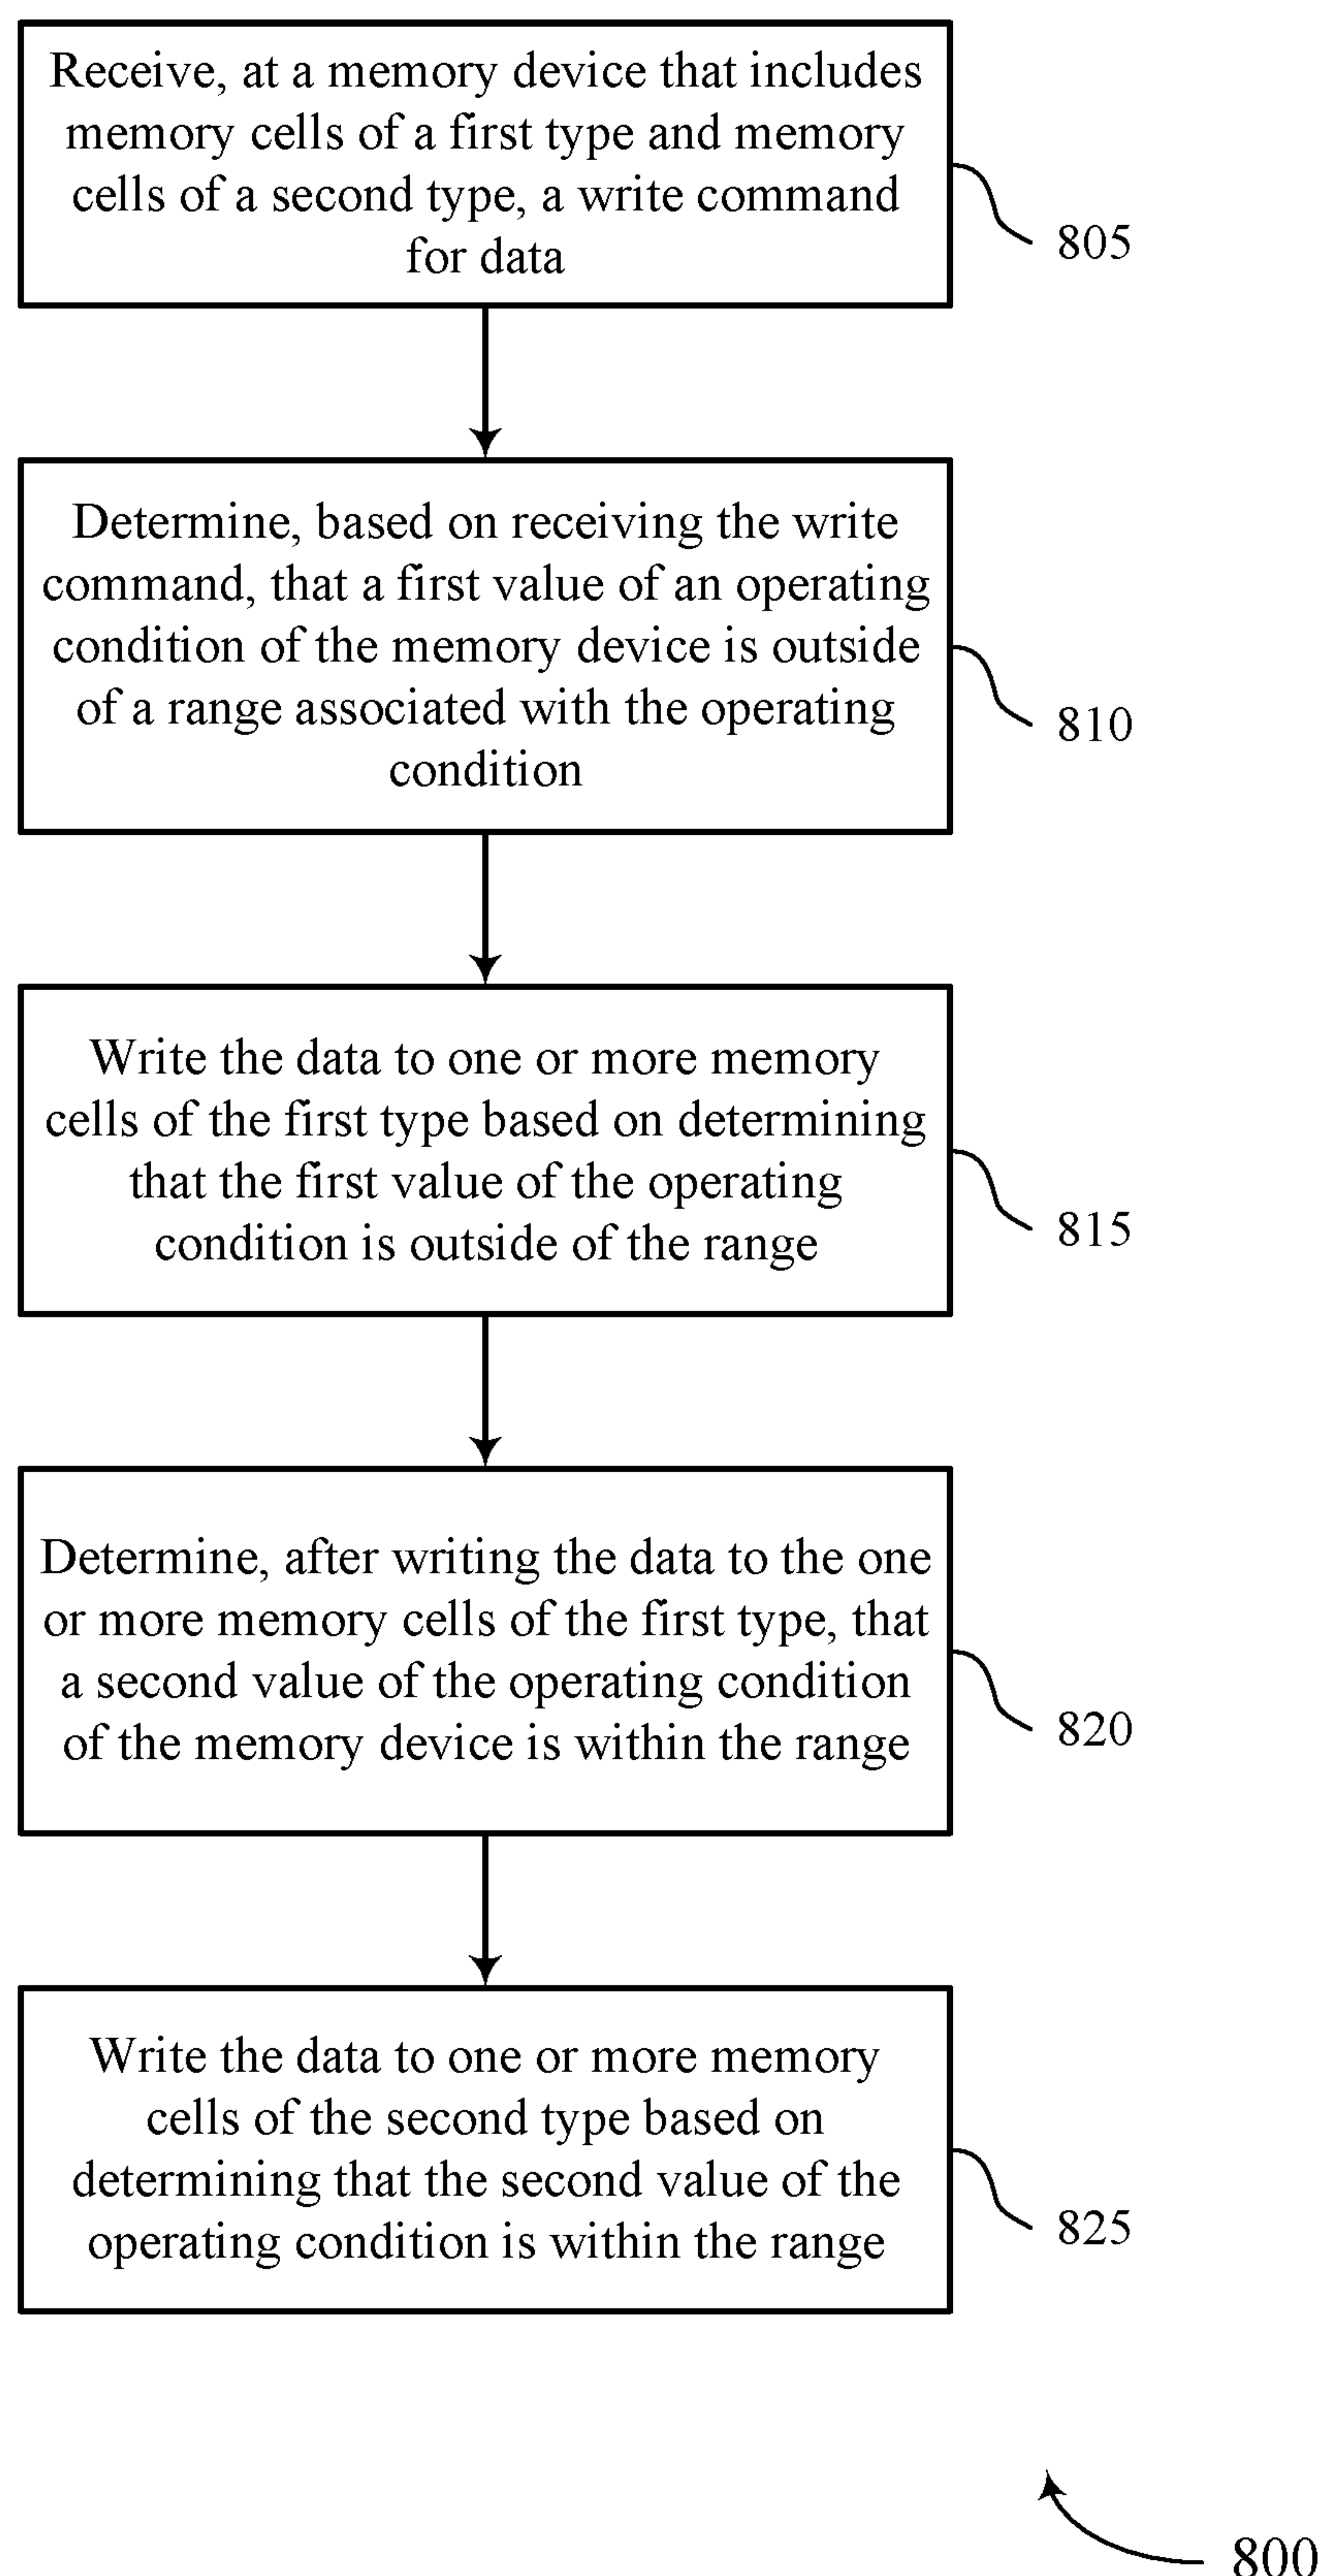 Receive, at a memory device that includes
memory cells of a first type and memory
cells of a second type, a write command
for data
805
Determine, based on receiving the write
command, that a first value of an operating
condition of the memory device is outside
of a range associated with the operating
condition
810
Write the data to one or more memory
cells of the first type based on determining
that the first value of the operating
condition is outside of the range
815
Determine, after writing the data to the one
or more memory cells of the first type, that
a second value of the operating condition
of the memory device is within the range
820
Write the data to one or more memory
cells of the second type based on
determining that the second value of the
operating condition is within the range
825
800